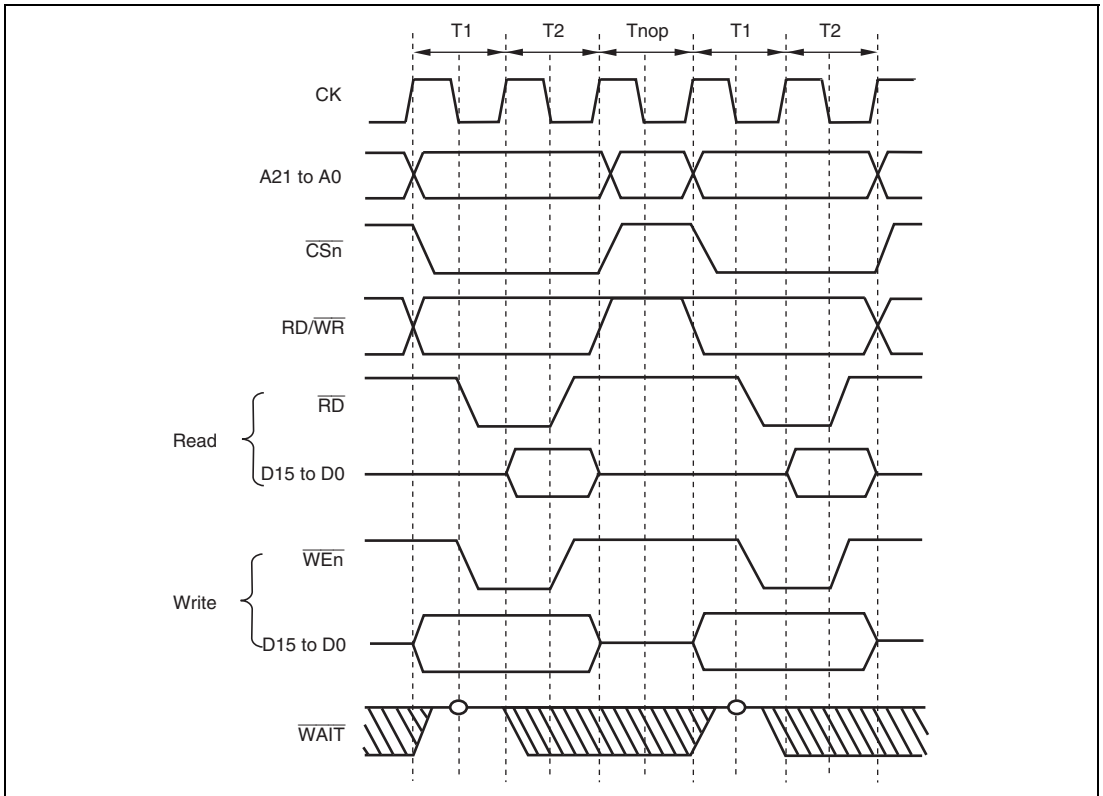 T1 T2 Tnop T1 T2
CK
A21 to A0
CSn
RD/WR
RD
Read
D15 to D0
WEn
Write
D15 to D0
WAIT